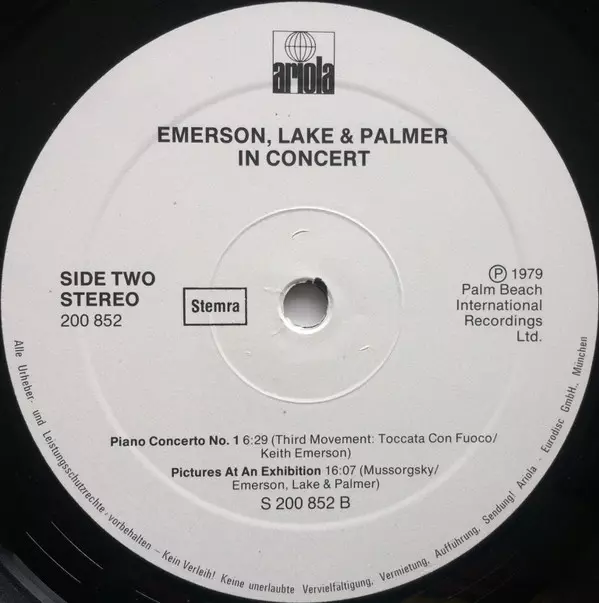 ariola
EMERSON, LAKE & PALMER
IN CONCERT
SIDE TWO
STEREO
200 852
Stemra
Ⓟ 1979
Palm Beach
International
Recordings
Ltd.
Piano Concerto No. 1 6:29 (Third Movement: Toccata Con Fuoco/
Keith Emerson)
Pictures At An Exhibition 16:07 (Mussorgsky/
Emerson, Lake & Palmer)
S 200 852 B
Alle Urheber- und Leistungsschutzrechte vorbehalten – Kein Verleih! Keine unerlaubte Vervielfältigung, Vermietung, Aufführung, Sendung! Ariola - Eurodisc GmbH., München